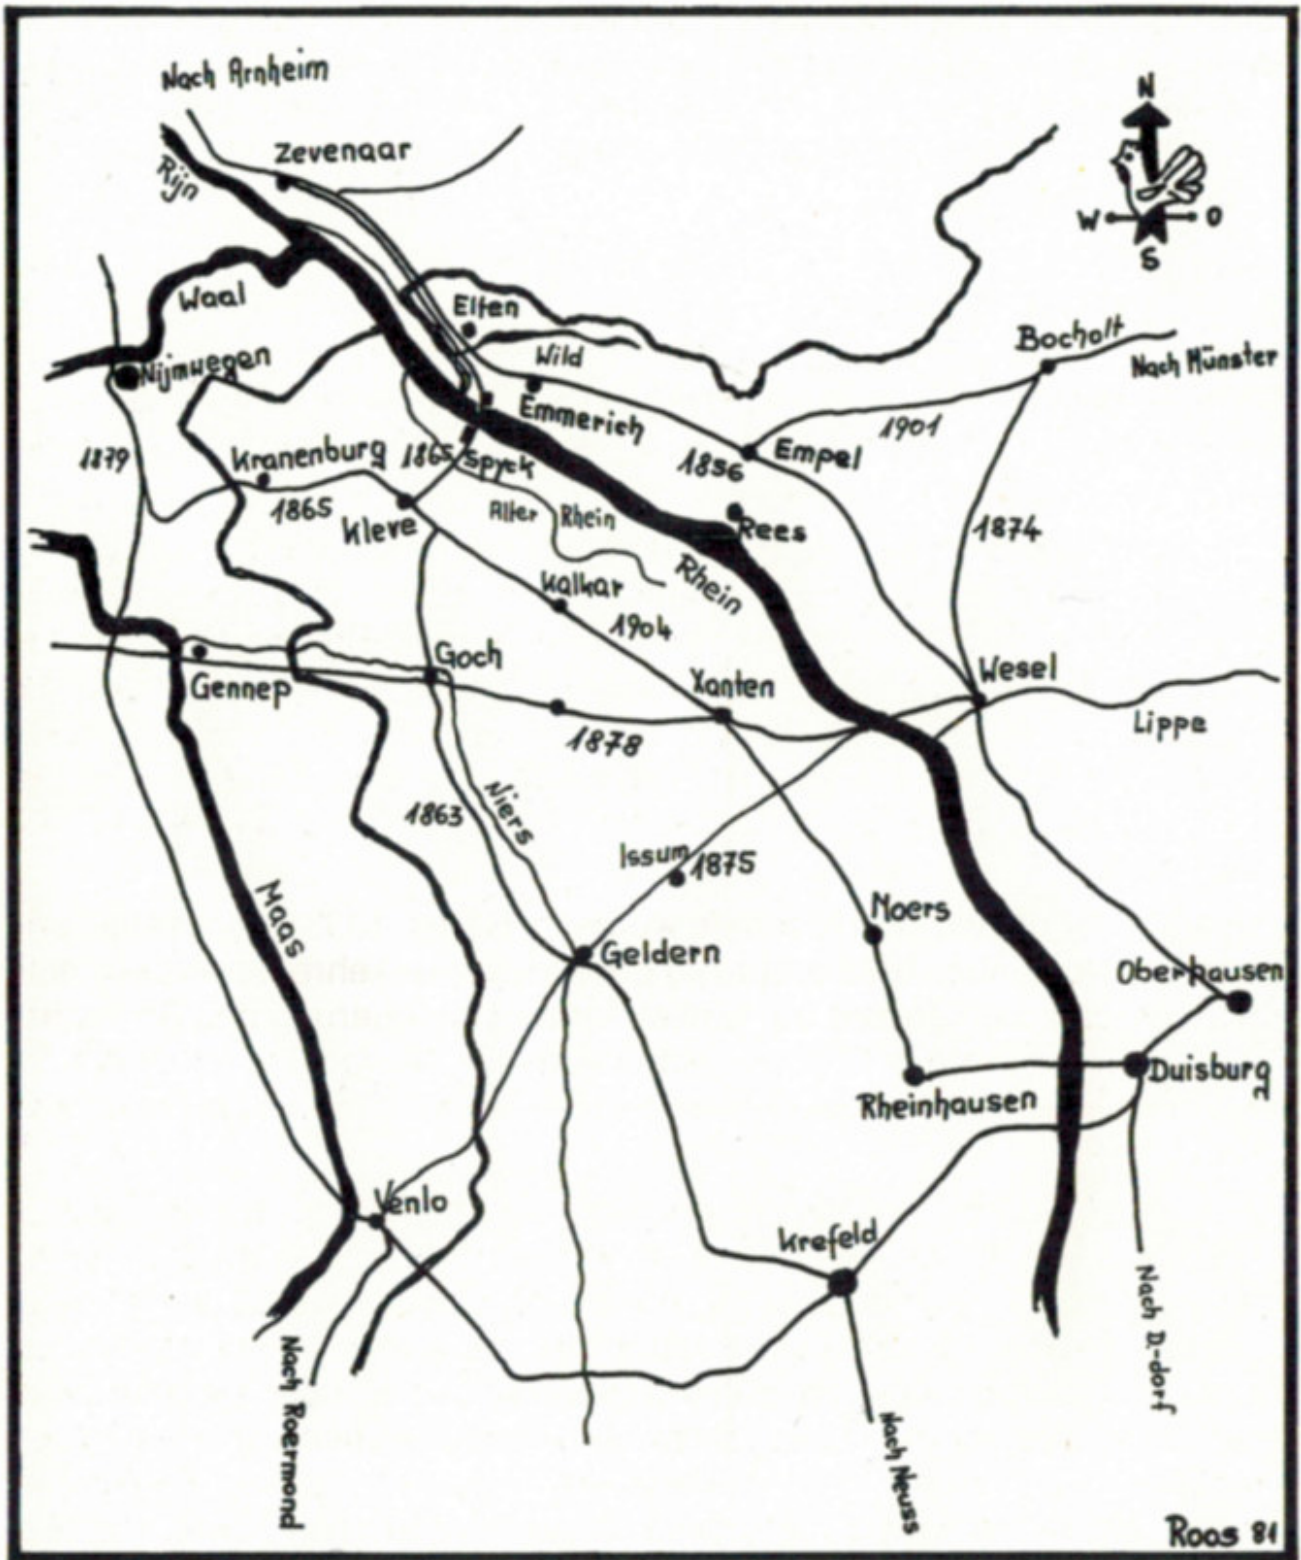 Nach Arnheim
N
Zevenaar
Rijn
W
O
S
Waal
Elten
Bocholt
Nach Münster
Wild
Nijmwegen
Emmerich
1901
1879
Kranenburg
1865
Spyck
1856
Empel
1865
Alter Rhein
Kleve
Rees
1874
Kalkar
Rhein
1904
Goch
Wesel
Gennep
Xanten
Lippe
1878
Niers
1863
Issum
1875
Maas
Moers
Geldern
Oberhausen
Duisburg
Rheinhausen
Venlo
Krefeld
Nach Roermond
Nach D.-dorf
Nach Neuss
Roos 81